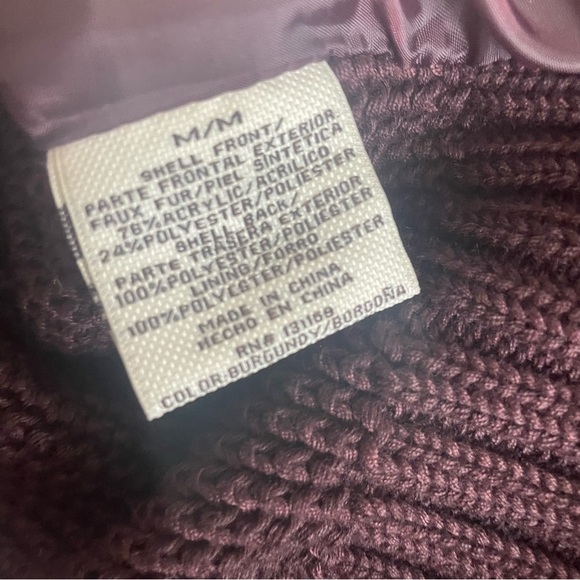 M/M
SHELL FRONT/
PARTE FRONTAL EXTERIOR
FAUX FUR/PIEL SINTETICA
76%ACRYLIC/ACRILICO
24%POLYESTER/POLIESTER
SHELL BACK/
PARTE TRASERA EXTERIOR
100%POLYESTER/POLIESTER
LINING/FORRO
100%POLYESTER/POLIESTER
MADE IN CHINA
HECHO EN CHINA
RN# 131159
COLOR:BURGUNDY/BORGOÑA